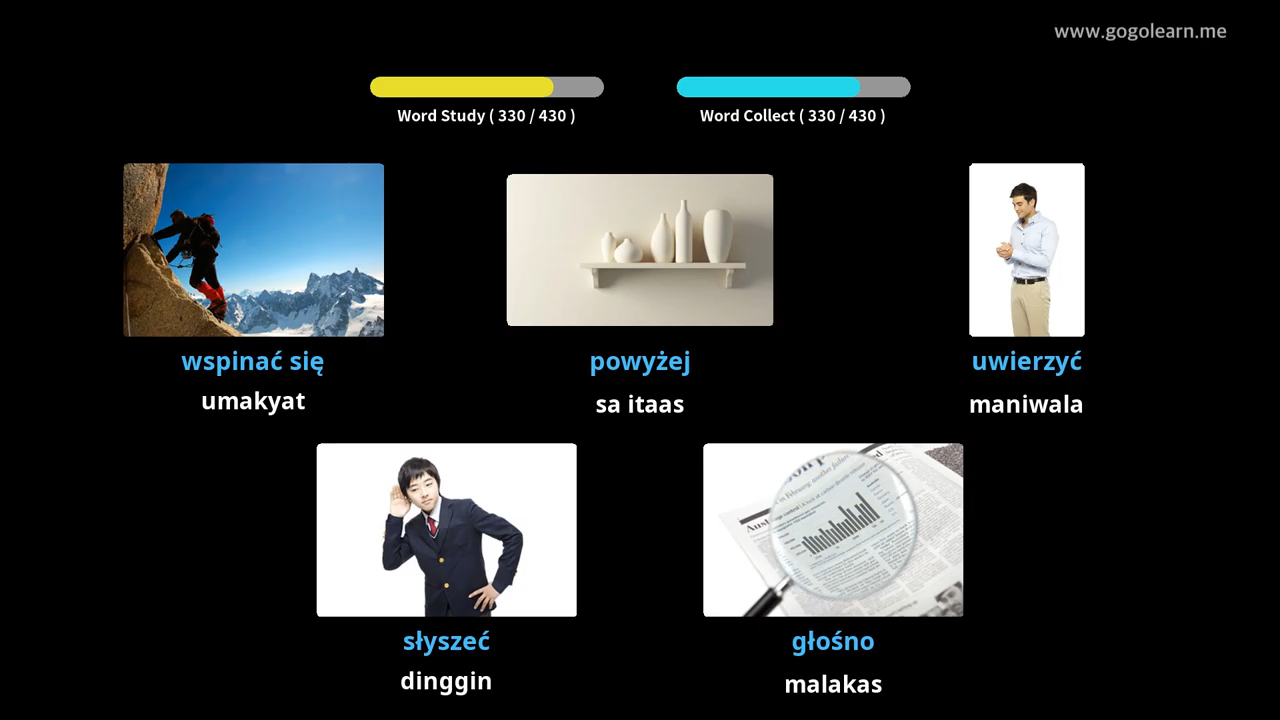 www.gogolearn.me
Word Study ( 330 / 430 )
Word Collect ( 330 / 430 )
wspinać się
umakyat
powyżej
sa itaas
uwierzyć
maniwala
słyszeć
dinggin
głośno
malakas